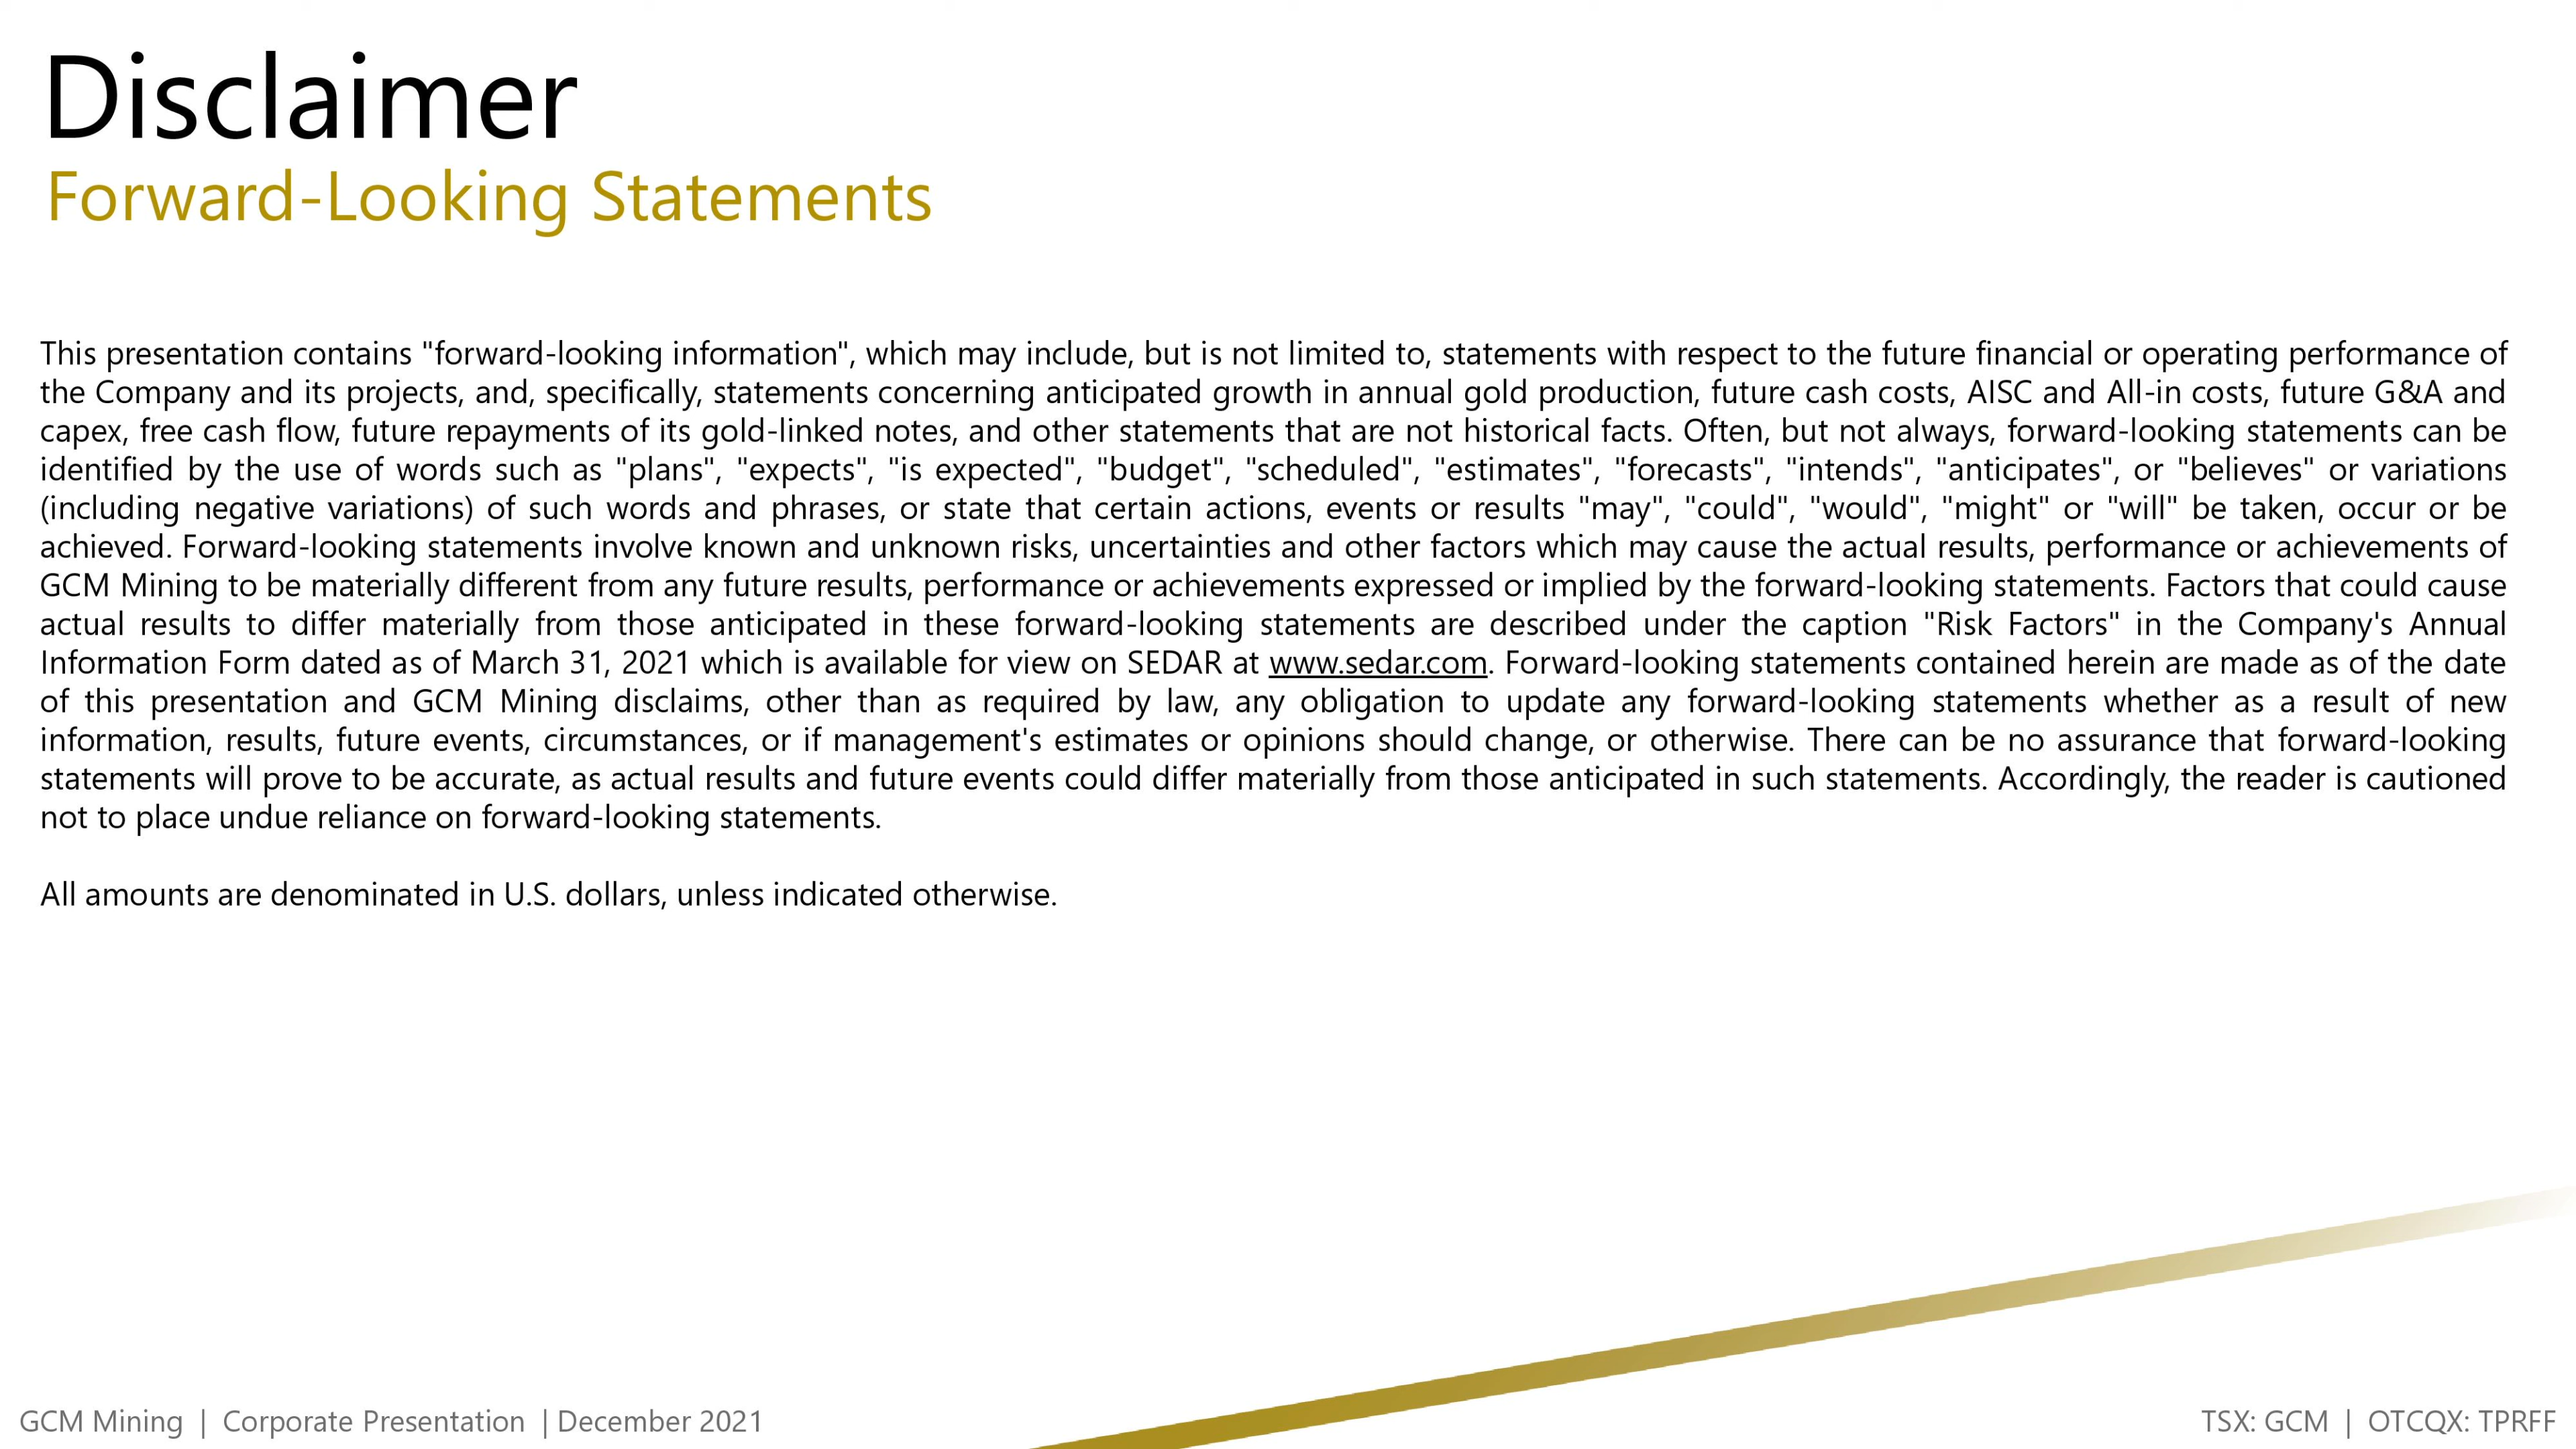 Disclaimer
Forward-Looking Statements
This presentation contains "forward-looking information", which may include, but is not limited to, statements with respect to the future financial or operating performance of
the Company and its projects, and, specifically, statements concerning anticipated growth in annual gold production, future cash costs, AISC and All-in costs, future G&A and
capex, free cash flow, future repayments of its gold-linked notes, and other statements that are not historical facts. Often, but not always, forward-looking statements can be
identified by the use of words such as "plans", "expects", "is expected", "budget", "scheduled", "estimates", "forecasts", "intends", "anticipates", or "believes" or variations
(including negative variations) of such words and phrases, or state that certain actions, events or results "may", "could", "would", "might" or "will" be taken, occur or be
achieved. Forward-looking statements involve known and unknown risks, uncertainties and other factors which may cause the actual results, performance or achievements of
GCM Mining to be materially different from any future results, performance or achievements expressed or implied by the forward-looking statements. Factors that could cause
actual results to differ materially from those anticipated in these forward-looking statements are described under the caption "Risk Factors" in the Company's Annual
Information Form dated as of March 31, 2021 which is available for view on SEDAR at www.sedar.com. Forward-looking statements contained herein are made as of the date
of this presentation and GCM Mining disclaims, other than as required by law, any obligation to update any forward-looking statements whether as a result of new
information, results, future events, circumstances, or if management's estimates or opinions should change, or otherwise. There can be no assurance that forward-looking
statements will prove to be accurate, as actual results and future events could differ materially from those anticipated in such statements. Accordingly, the reader is cautioned
not to place undue reliance on forward-looking statements.
All amounts are denominated in U.S. dollars, unless indicated otherwise.
GCM Mining | Corporate Presentation | December 2021
TSX: GCM | OTCQX: TPRFF